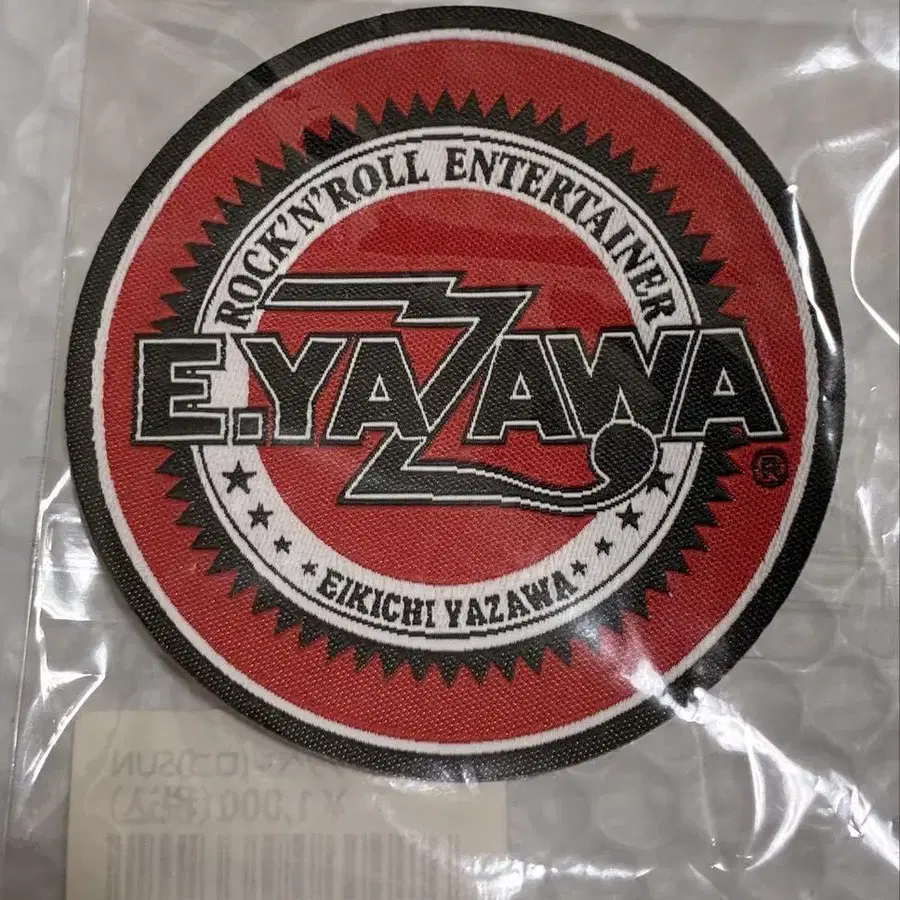 ROCK'N'ROLL ENTERTAINER
E.YAZAWA
®
EIKICHI YAZAWA